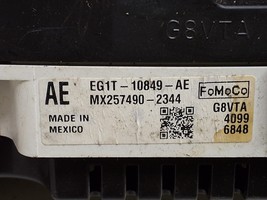 G8VTA
AE
EG1T-10849-AE
MX257490-2344
FoMoCo
G8VTA
4099
6848
MADE IN
MEXICO